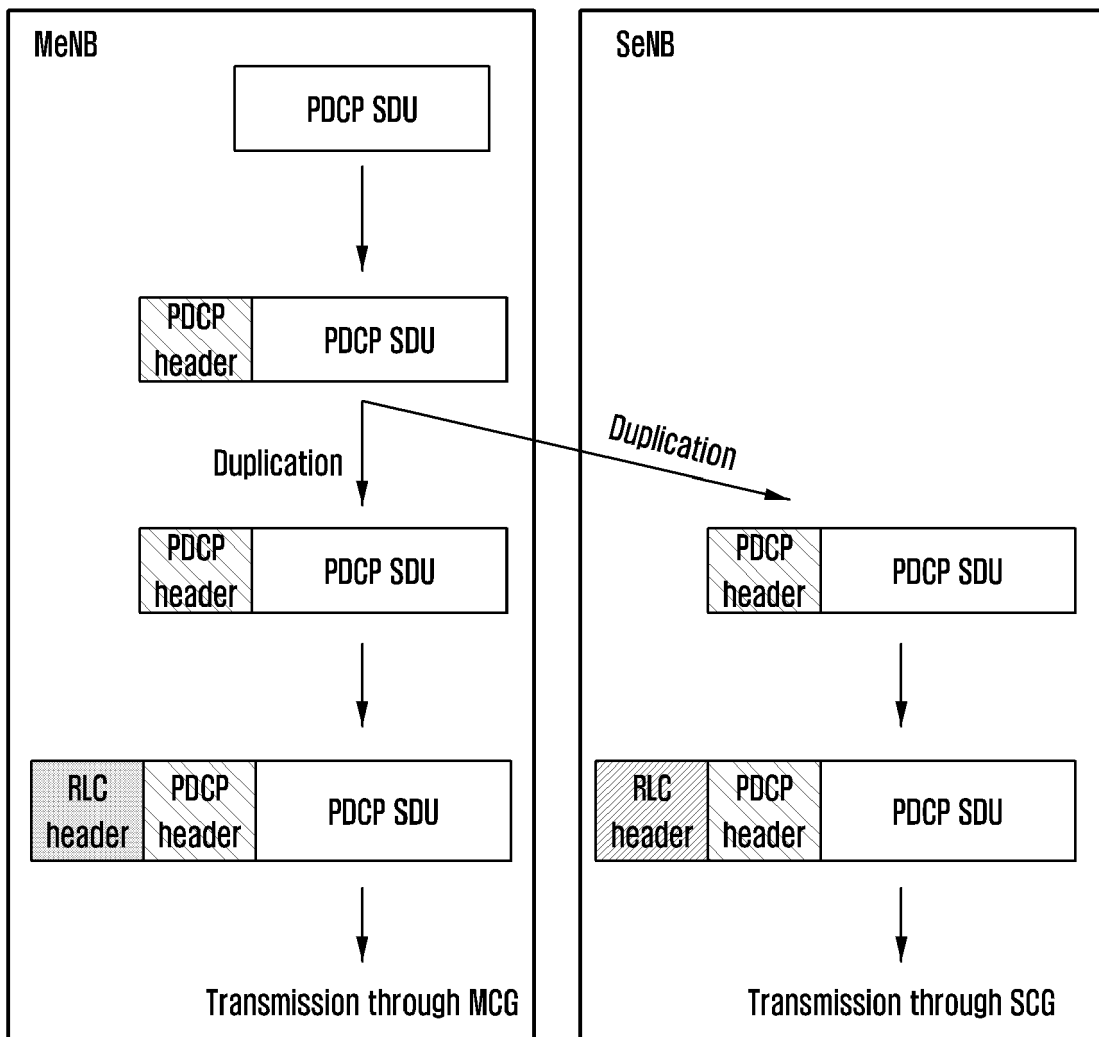 MeNB
PDCP SDU
PDCP
header
PDCP SDU
Duplication
PDCP
header
PDCP SDU
RLC
header
PDCP
header
PDCP SDU
Transmission through MCG
SeNB
Duplication
PDCP
header
PDCP SDU
RLC
header
PDCP
header
PDCP SDU
Transmission through SCG